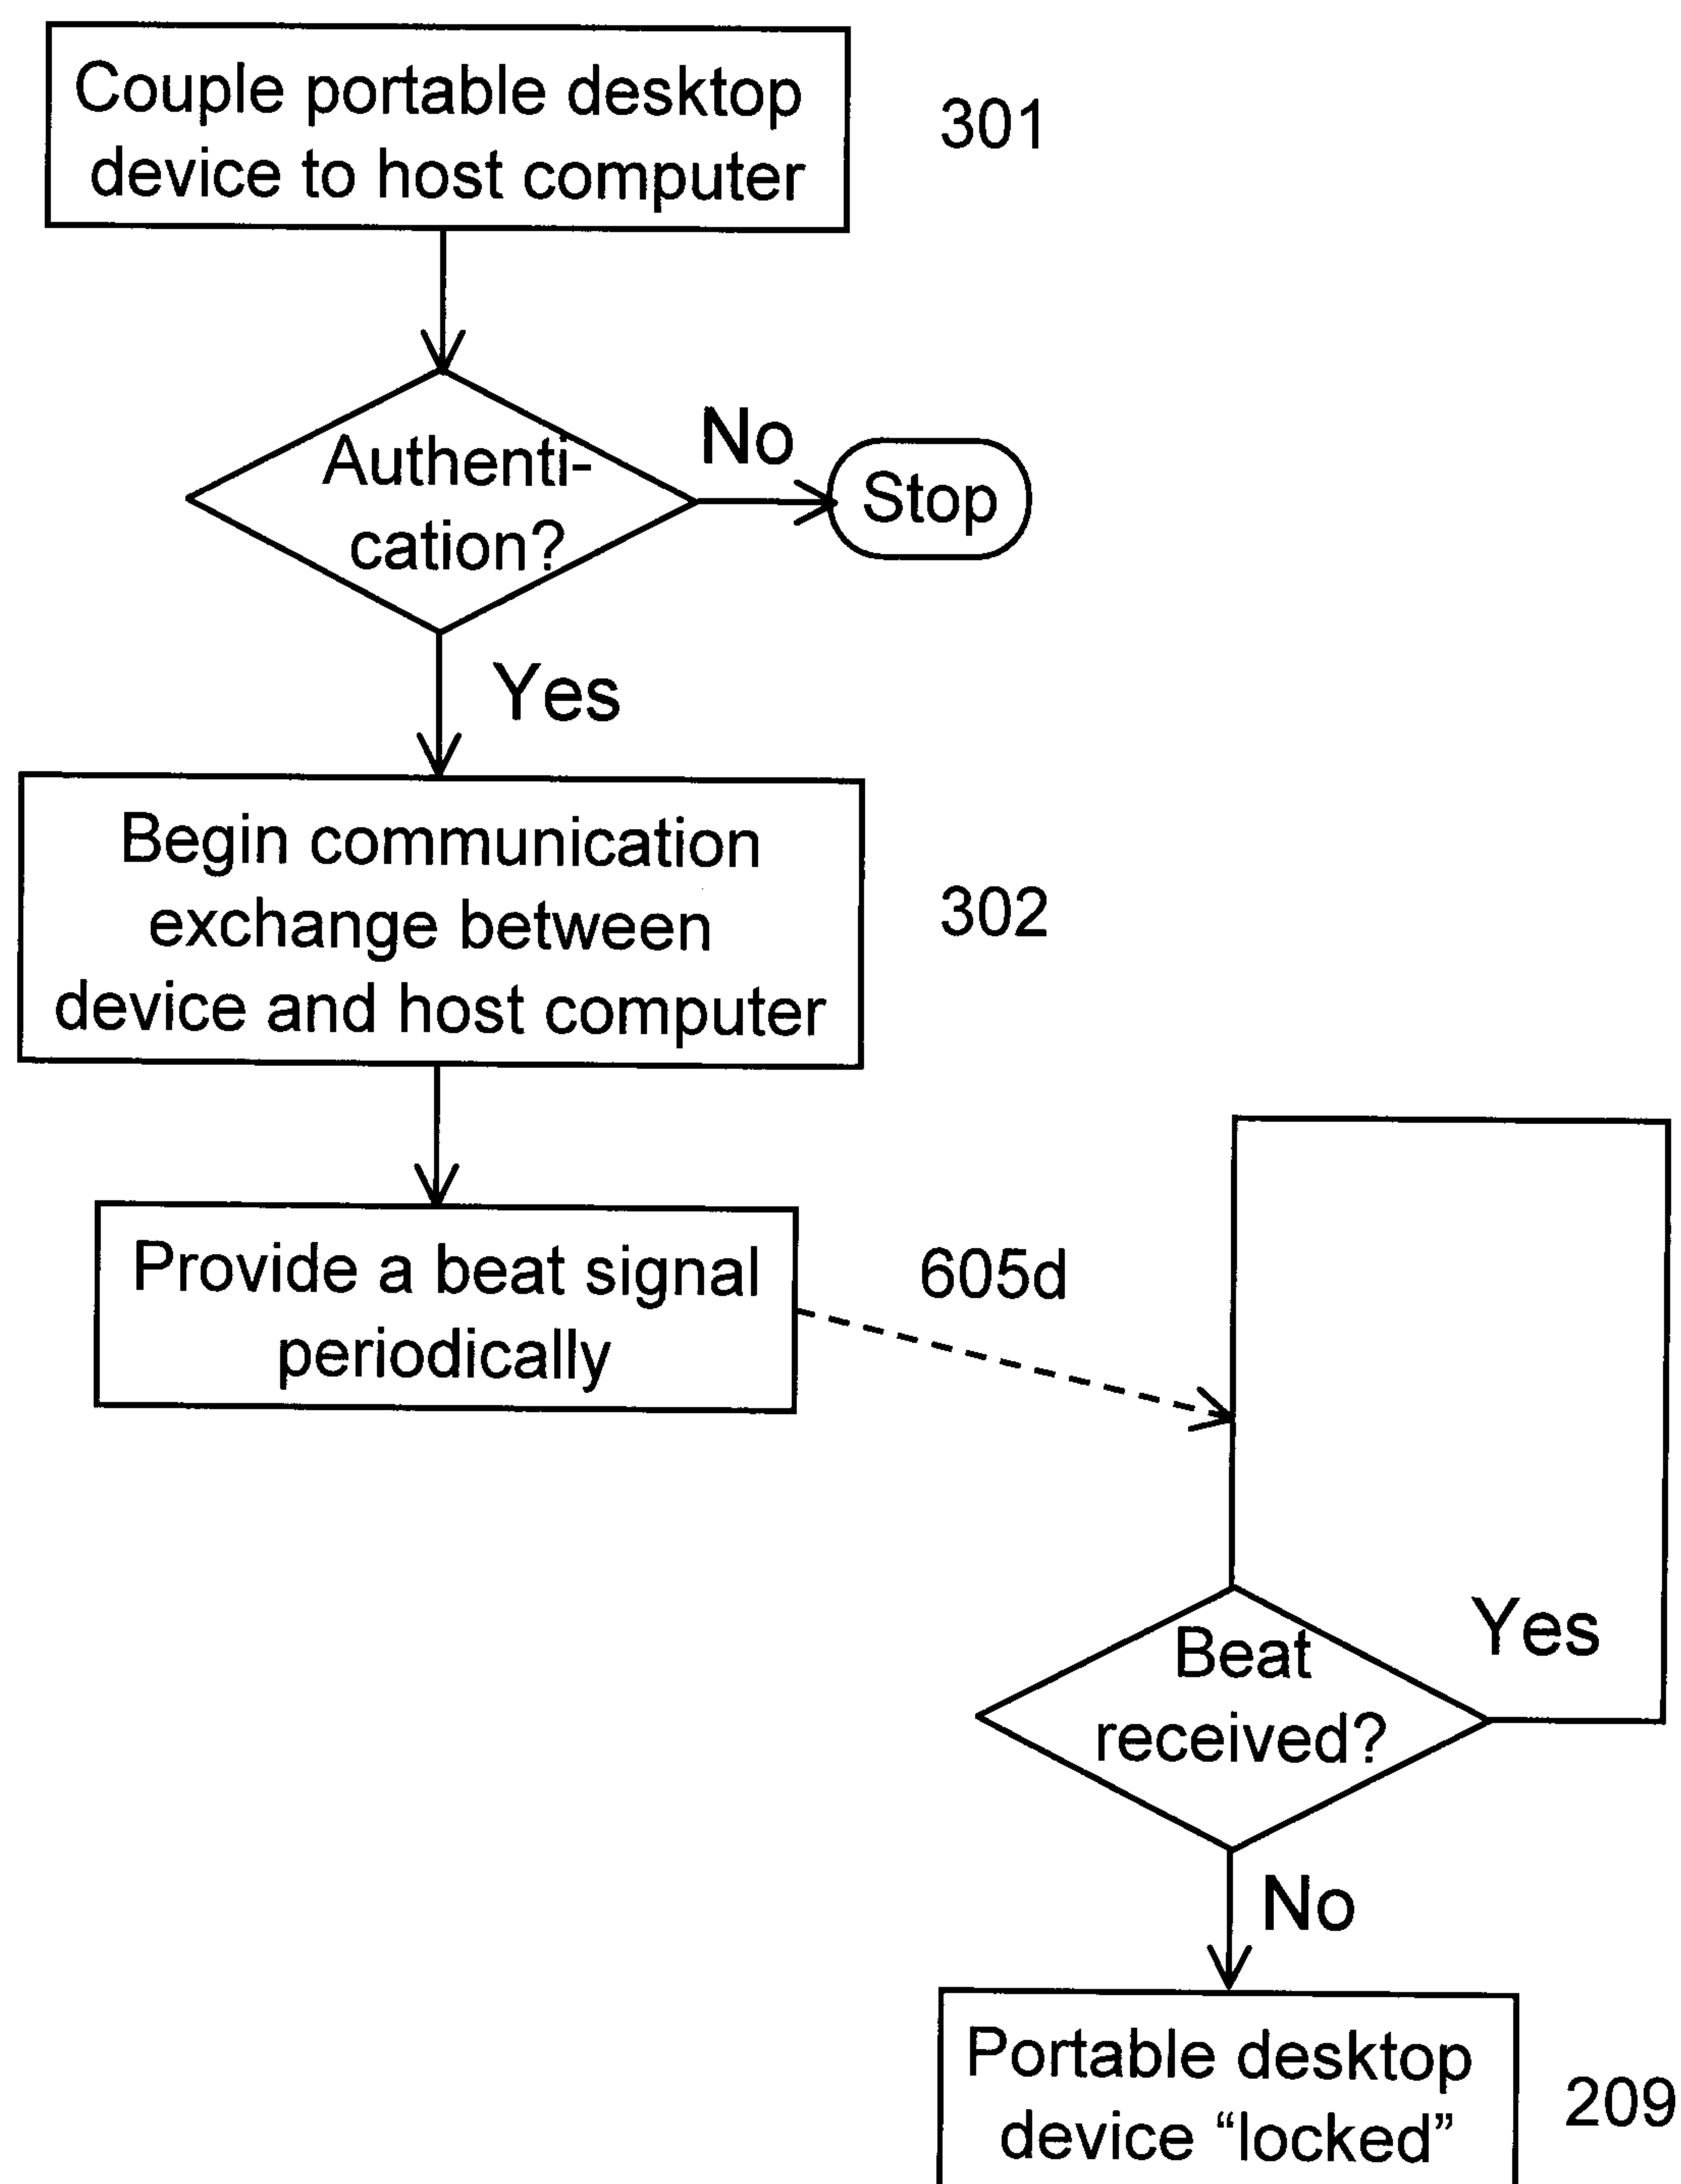 Couple portable desktop
device to host computer
301
Authenti-
cation?
No
Stop
Yes
Begin communication
exchange between
device and host computer
302
Provide a beat signal
periodically
605d
Beat
received?
Yes
No
Portable desktop
device “locked”
209